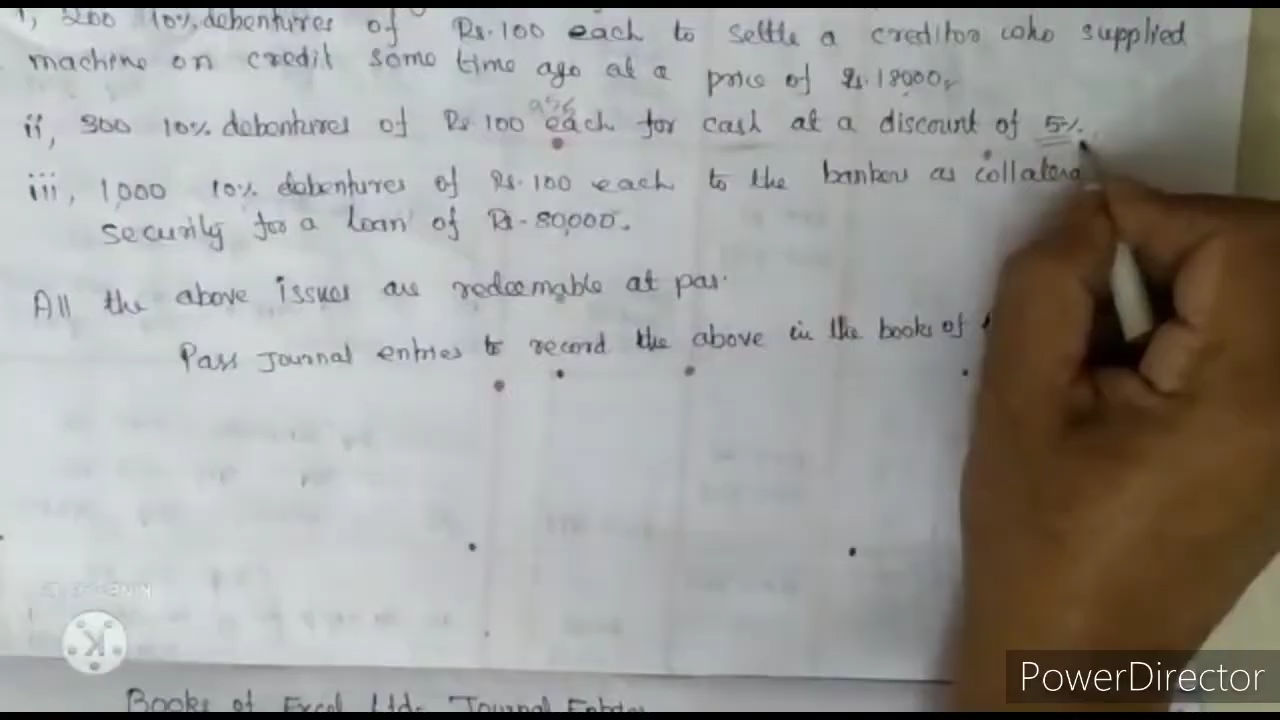 i, 200 10% debentures of Rs.100 each to settle a creditor who supplied
machine on credit some time ago at a price of Rs.18000.
ii, 300 10% debentures of Rs 100 each for cash at a discount of 5%.
95%
iii, 1,000 10% debentures of Rs.100 each to the bankers as collatera
security for a loan of Rs-80,000.
All the above issues are redeemable at par.
Pass Journal entries to record the above in the books of
Books of Excel Ltd. Journal Entries
PowerDirector